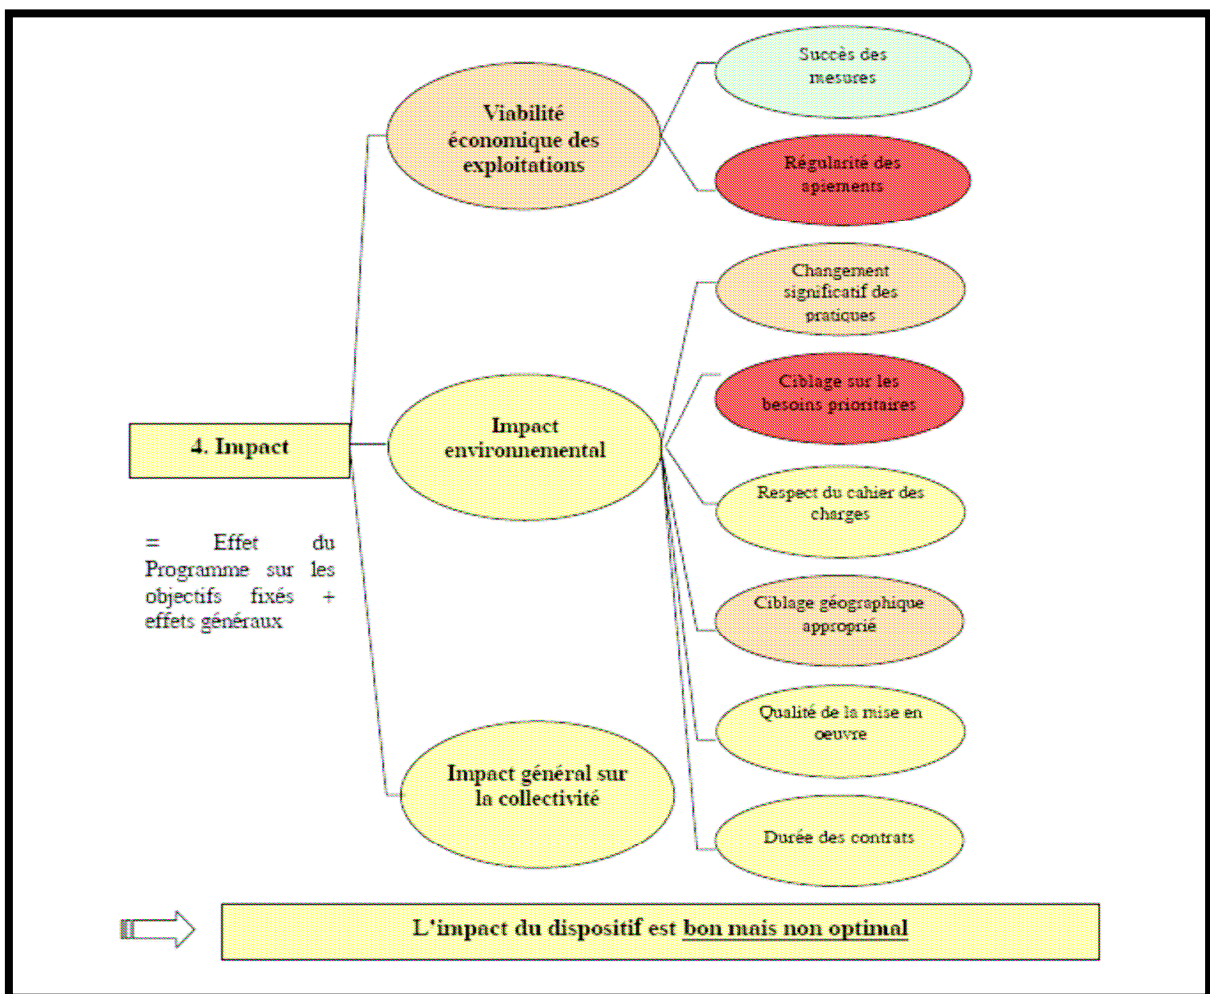 Succès des
mesures
Viabilité
économique des
exploitations
Régularité des
apiements
Changement
significatif des
pratiques
Ciblage sur les
besoins prioritaires
Impact
environnemental
4. Impact
Respect du cahier des
charges
= Effet du
Programme sur les
objectifs fixés +
effets généraux
Ciblage géographique
approprié
Qualité de la mise en
oeuvre
Impact général sur
la collectivité
Durée des contrats
L'impact du dispositif est bon mais non optimal